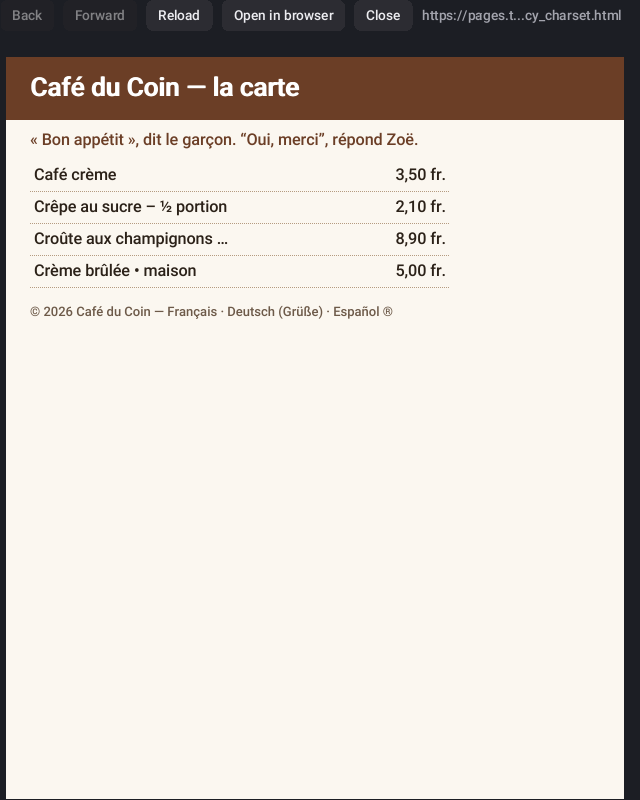 Back Forward Reload Open in browser Close https://pages.t...cy_charset.html
Café du Coin — la carte
« Bon appétit », dit le garçon. “Oui, merci”, répond Zoë.
Café crème 3,50 fr.
Crêpe au sucre – ½ portion 2,10 fr.
Croûte aux champignons … 8,90 fr.
Crème brûlée • maison 5,00 fr.
© 2026 Café du Coin — Français · Deutsch (Grüße) · Español ®